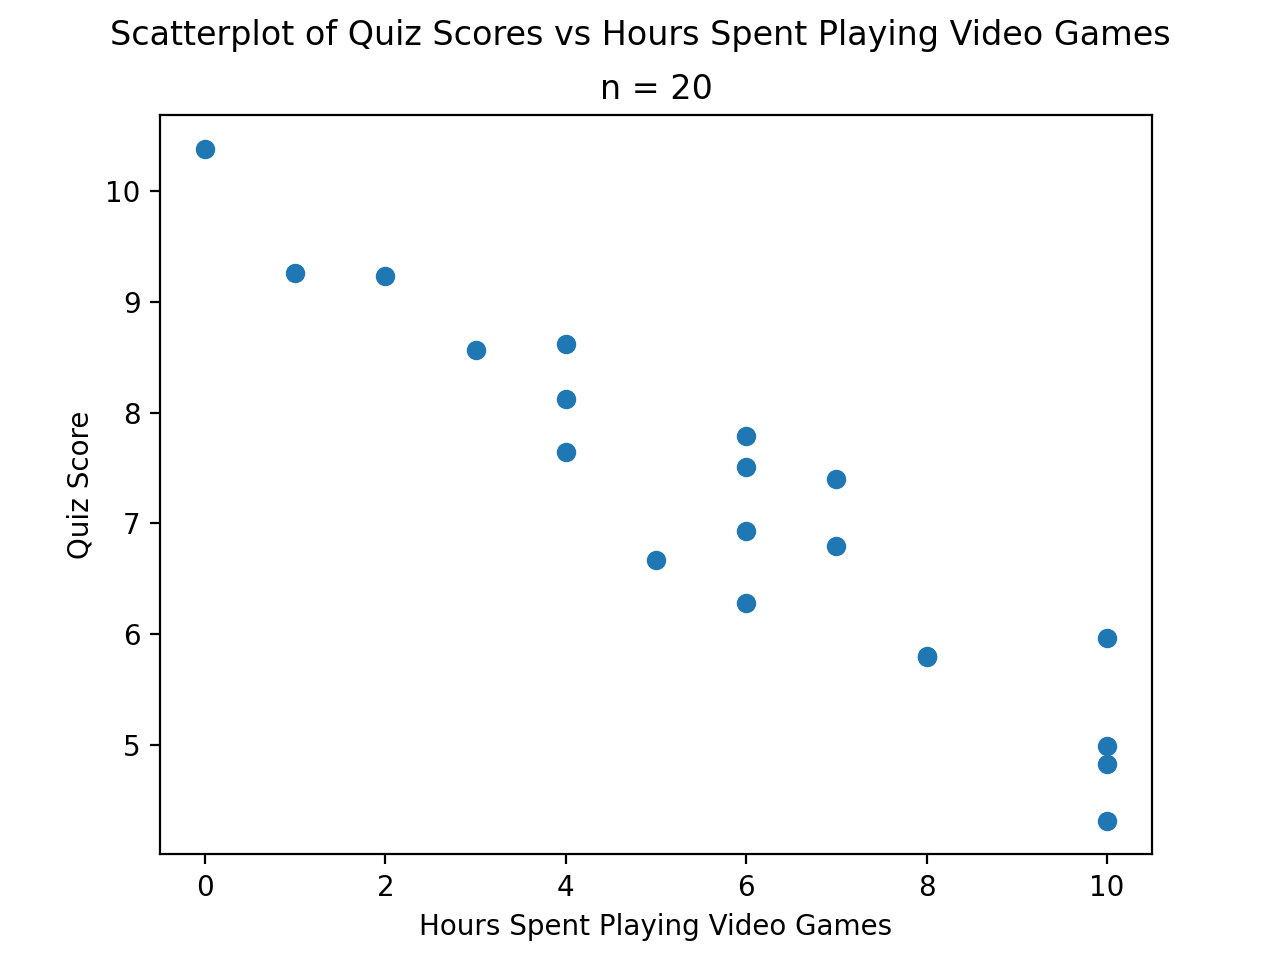 Scatterplot of Quiz Scores vs Hours Spent Playing Video Games
n = 20
10
9
8
7
6
5
Quiz Score
0 2 4 6 8 10
Hours Spent Playing Video Games